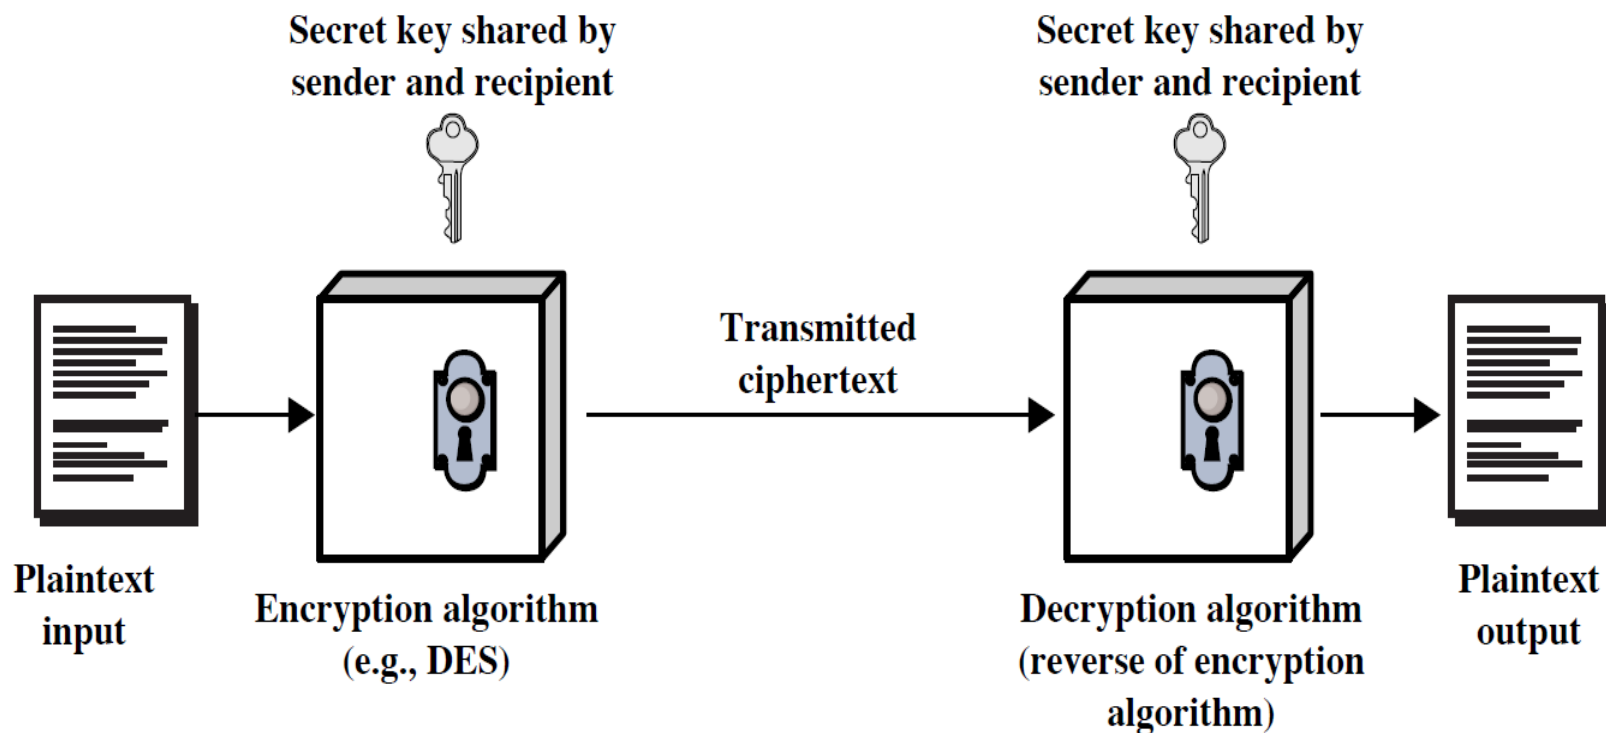 Secret key shared by
sender and recipient
Secret key shared by
sender and recipient
Transmitted
ciphertext
Plaintext
input
Encryption algorithm
(e.g., DES)
Decryption algorithm
(reverse of encryption
algorithm)
Plaintext
output